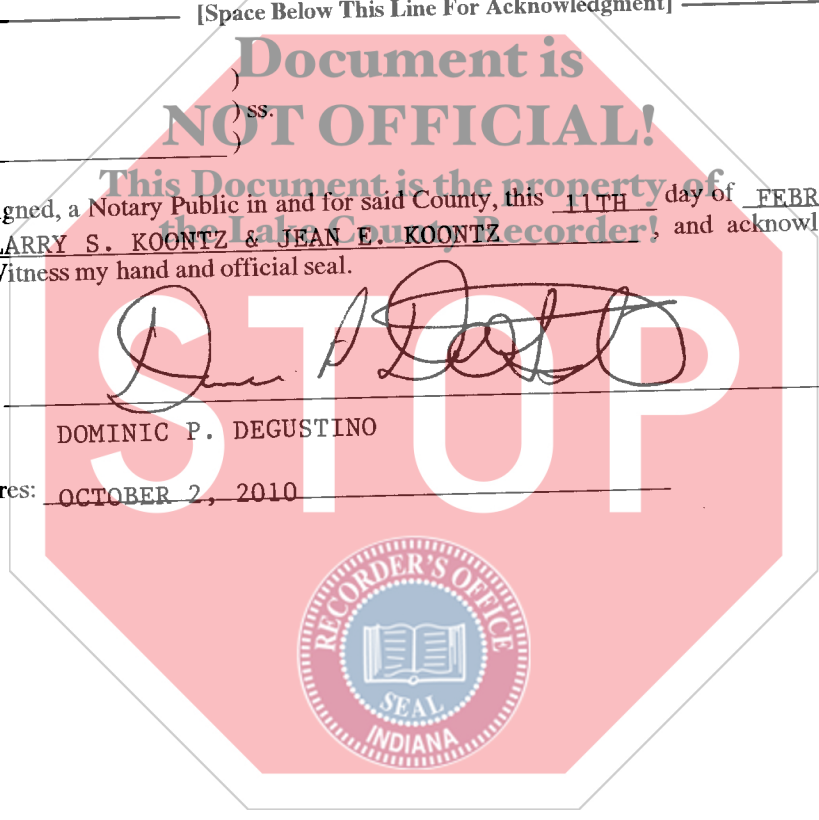 [Space Below This Line For Acknowledgment]
Document is
)
) ss.
NOT OFFICIAL!
)
This Document is the property of
igned, a Notary Public in and for said County, this 11TH day of FEBR
the Lake County Recorder!
LARRY S. KOONTZ & JEAN E. KOONTZ, and acknowl
Witness my hand and official seal.
STOP
DOMINIC P. DEGUSTINO
res: OCTOBER 2, 2010
RECORDER'S OFFICE
SEAL
INDIANA